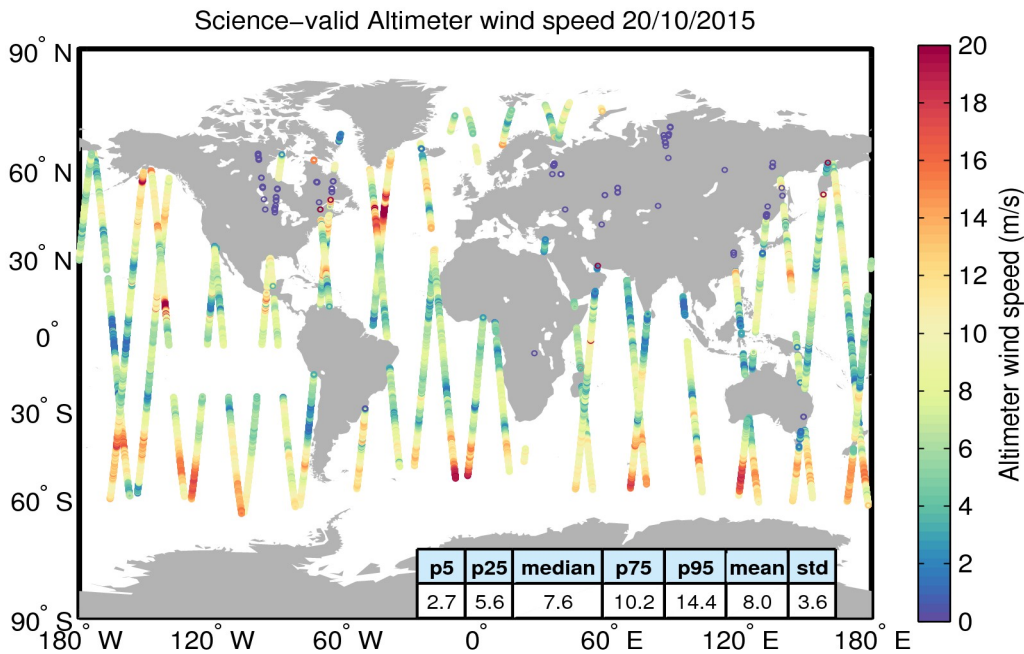 Science−valid Altimeter wind speed 20/10/2015
90° N
60° N
30° N
0°
30° S
60° S
90° S
180° W
120° W
60° W
0°
60° E
120° E
180° E
p5 p25 median p75 p95 mean std
2.7 5.6 7.6 10.2 14.4 8.0 3.6
20
18
16
14
12
10
8
6
4
2
0
Altimeter wind speed (m/s)